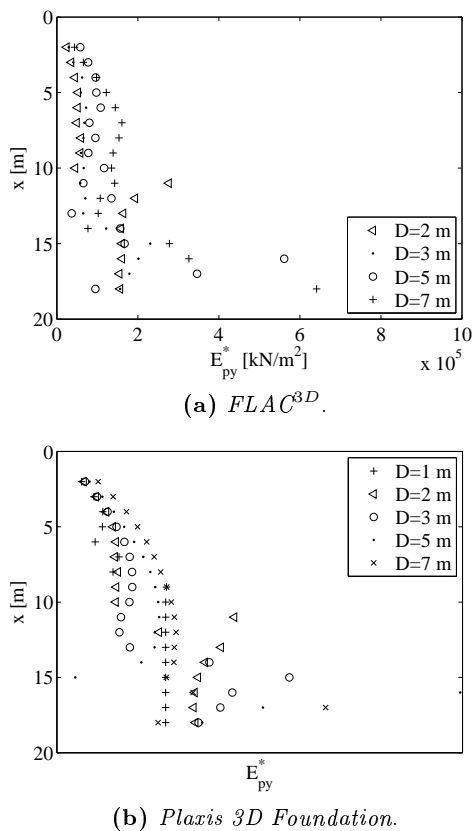 0
5
10
15
20
x [m]
D=2 m
D=3 m
D=5 m
D=7 m
0 2 4 6 8 10
E*py [kN/m²] x 10⁵
(a) FLAC³ᴰ.
0
5
10
15
20
x [m]
D=1 m
D=2 m
D=3 m
D=5 m
D=7 m
E*py
(b) Plaxis 3D Foundation.